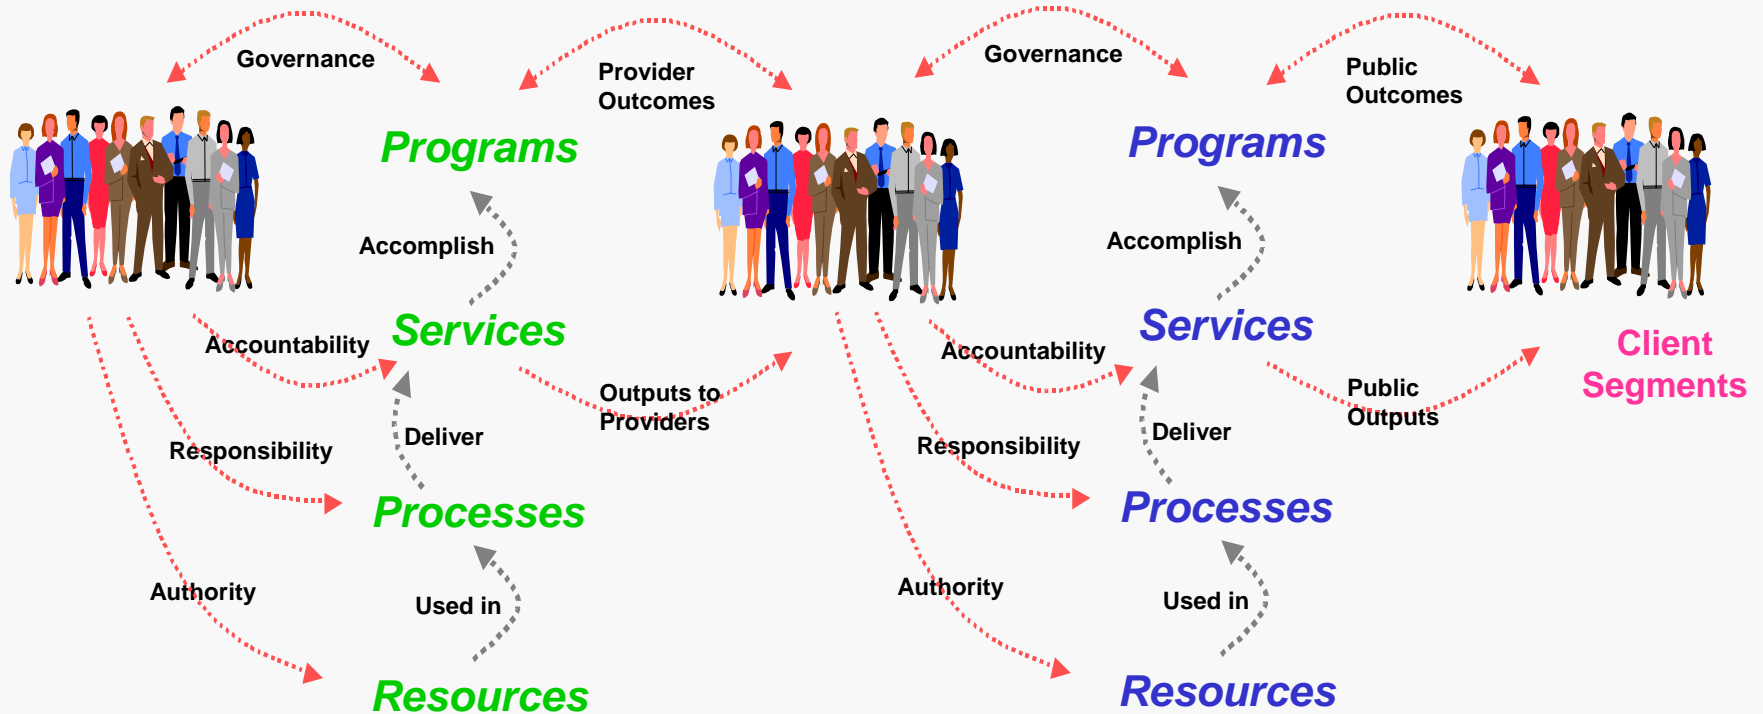 Governance
Provider
Outcomes
Governance
Public
Outcomes
Programs
Programs
Accomplish
Accomplish
Services
Services
Accountability
Accountability
Client
Segments
Outputs to
Providers
Public
Outputs
Deliver
Deliver
Responsibility
Responsibility
Processes
Processes
Authority
Authority
Used in
Used in
Resources
Resources